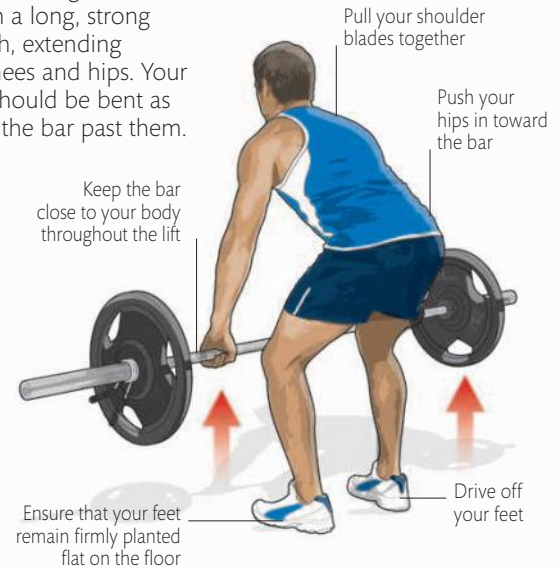 a long, strong
extending
and hips. Your
should be bent as
the bar past them.
Pull your shoulder
blades together
Push your
hips in toward
the bar
Keep the bar
close to your body
throughout the lift
Ensure that your feet
remain firmly planted
flat on the floor
Drive off
your feet